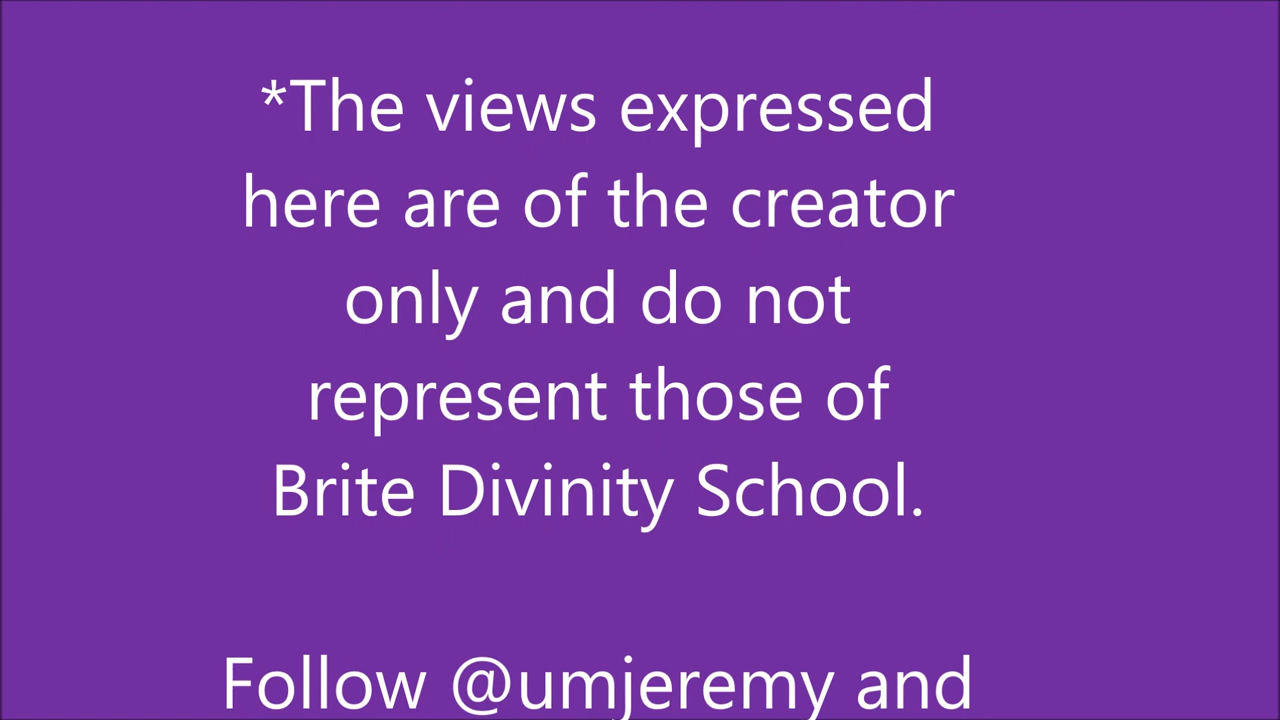 *The views expressed
here are of the creator
only and do not
represent those of
Brite Divinity School.
Follow @umjeremy and